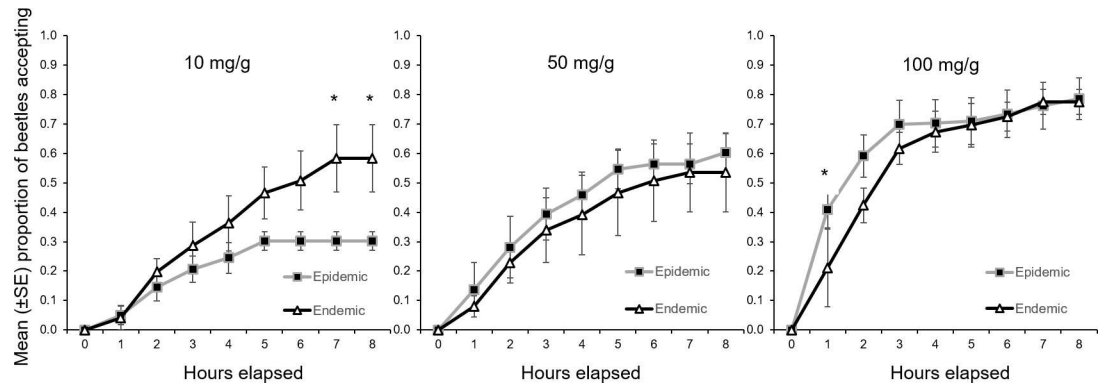 Mean (±SE) proportion of beetles accepting
1.0
0.9
0.8
0.7
0.6
0.5
0.4
0.3
0.2
0.1
0.0
10 mg/g
* *
Epidemic
Endemic
0 1 2 3 4 5 6 7 8
Hours elapsed
1.0
0.9
0.8
0.7
0.6
0.5
0.4
0.3
0.2
0.1
0.0
50 mg/g
Epidemic
Endemic
0 1 2 3 4 5 6 7 8
Hours elapsed
1.0
0.9
0.8
0.7
0.6
0.5
0.4
0.3
0.2
0.1
0.0
100 mg/g
*
Epidemic
Endemic
0 1 2 3 4 5 6 7 8
Hours elapsed